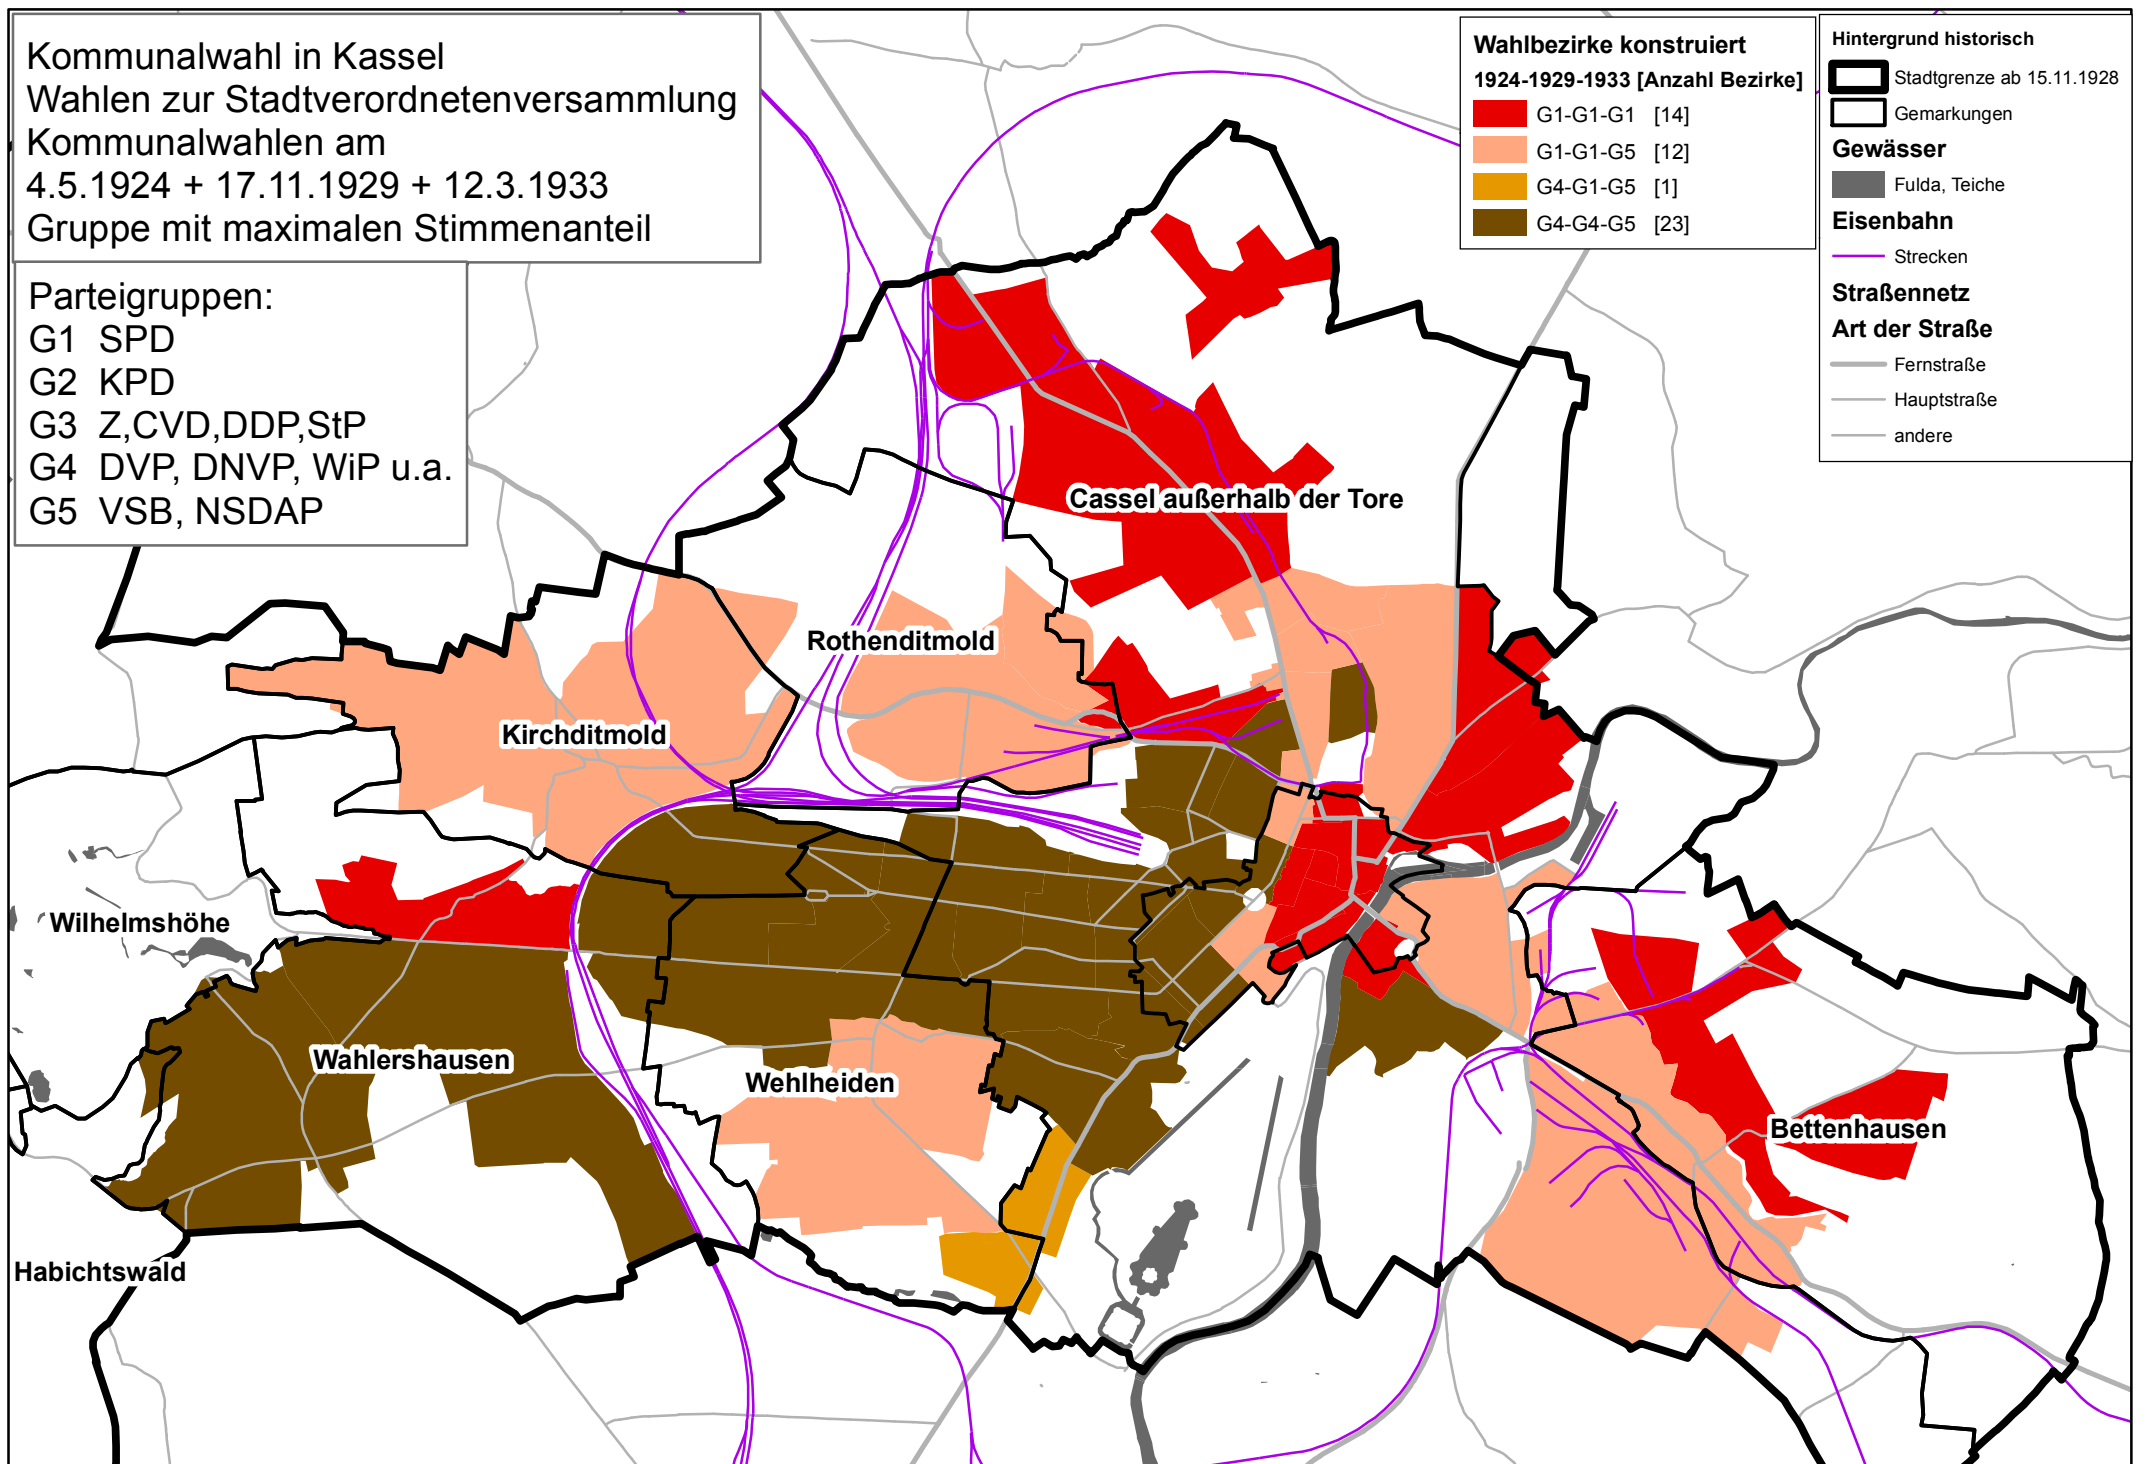 Kommunalwahl in Kassel
Wahlen zur Stadtverordnetenversammlung
Kommunalwahlen am
4.5.1924 + 17.11.1929 + 12.3.1933
Gruppe mit maximalen Stimmenanteil
Parteigruppen:
G1 SPD
G2 KPD
G3 Z,CVD,DDP,StP
G4 DVP, DNVP, WiP u.a.
G5 VSB, NSDAP
Wahlbezirke konstruiert
1924-1929-1933 [Anzahl Bezirke]
G1-G1-G1 [14]
G1-G1-G5 [12]
G4-G1-G5 [1]
G4-G4-G5 [23]
Hintergrund historisch
Stadtgrenze ab 15.11.1928
Gemarkungen
Gewässer
Fulda, Teiche
Eisenbahn
Strecken
Straßennetz
Art der Straße
Fernstraße
Hauptstraße
andere
Cassel außerhalb der Tore
Rothenditmold
Kirchditmold
Wilhelmshöhe
Wahlershausen
Wehlheiden
Bettenhausen
Habichtswald